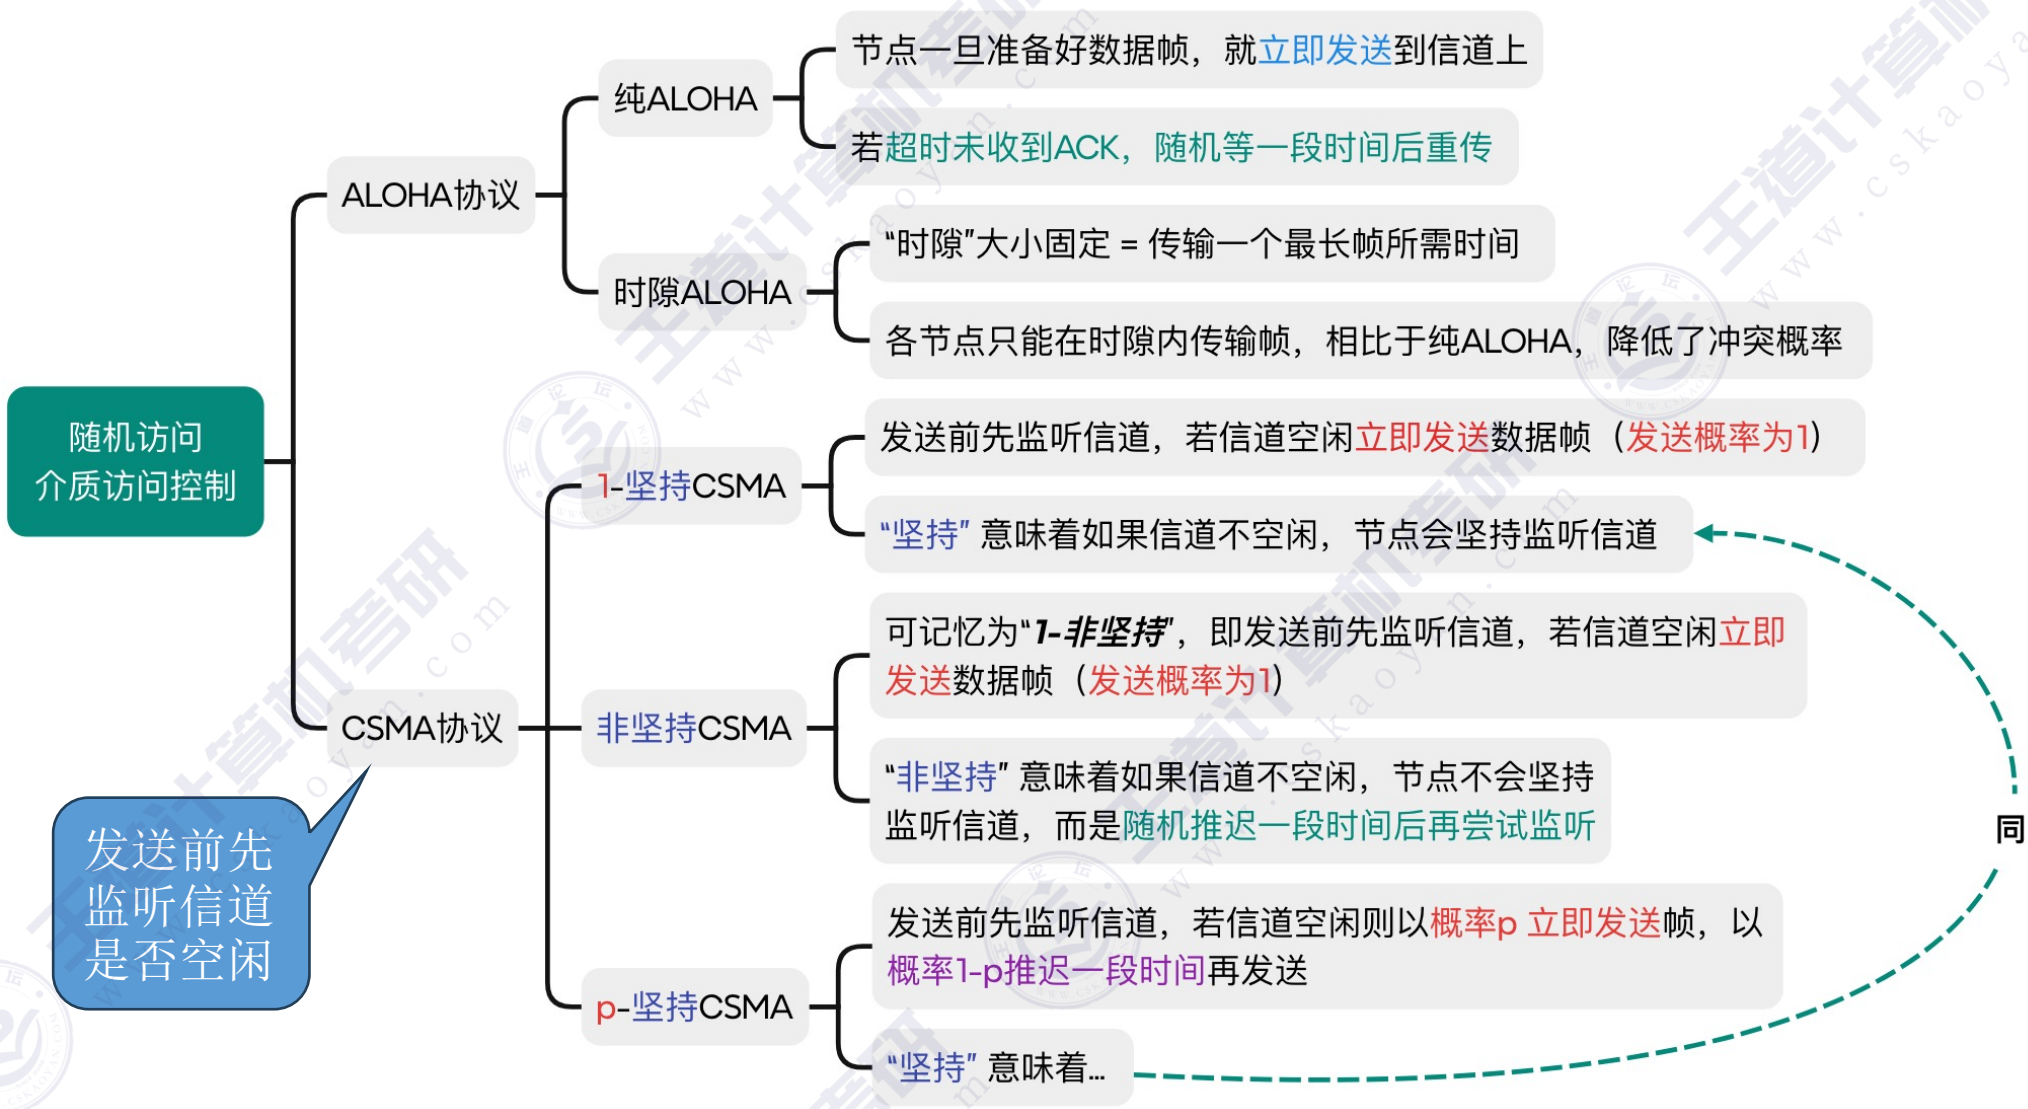 节点一旦准备好数据帧，就立即发送到信道上
纯ALOHA
若超时未收到ACK，随机等一段时间后重传
ALOHA协议
“时隙”大小固定 = 传输一个最长帧所需时间
时隙ALOHA
各节点只能在时隙内传输帧，相比于纯ALOHA，降低了冲突概率
随机访问
介质访问控制
发送前先监听信道，若信道空闲立即发送数据帧（发送概率为1）
1-坚持CSMA
“坚持” 意味着如果信道不空闲，节点会坚持监听信道
可记忆为“1-非坚持”，即发送前先监听信道，若信道空闲立即
发送数据帧（发送概率为1）
CSMA协议
非坚持CSMA
“非坚持” 意味着如果信道不空闲，节点不会坚持
监听信道，而是随机推迟一段时间后再尝试监听
同
发送前先
监听信道
是否空闲
发送前先监听信道，若信道空闲则以概率p 立即发送帧，以
概率1-p推迟一段时间再发送
p-坚持CSMA
“坚持” 意味着...
王道计算机考研
www.cskaoyan.com